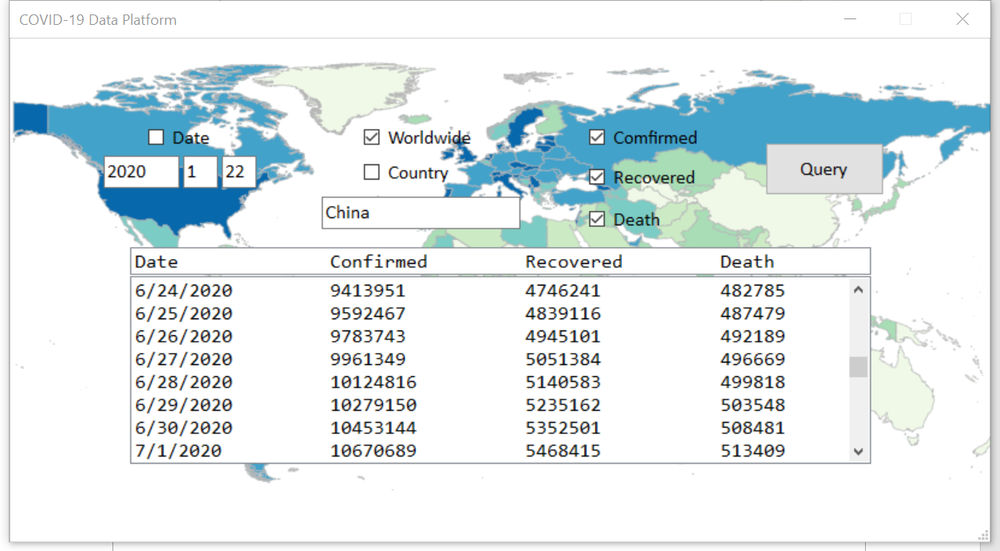 COVID-19 Data Platform
Date
Worldwide
Comfirmed
2020 1 22
Country
Recovered
Query
China
Death
Date Confirmed Recovered Death
6/24/2020 9413951 4746241 482785
6/25/2020 9592467 4839116 487479
6/26/2020 9783743 4945101 492189
6/27/2020 9961349 5051384 496669
6/28/2020 10124816 5140583 499818
6/29/2020 10279150 5235162 503548
6/30/2020 10453144 5352501 508481
7/1/2020 10670689 5468415 513409